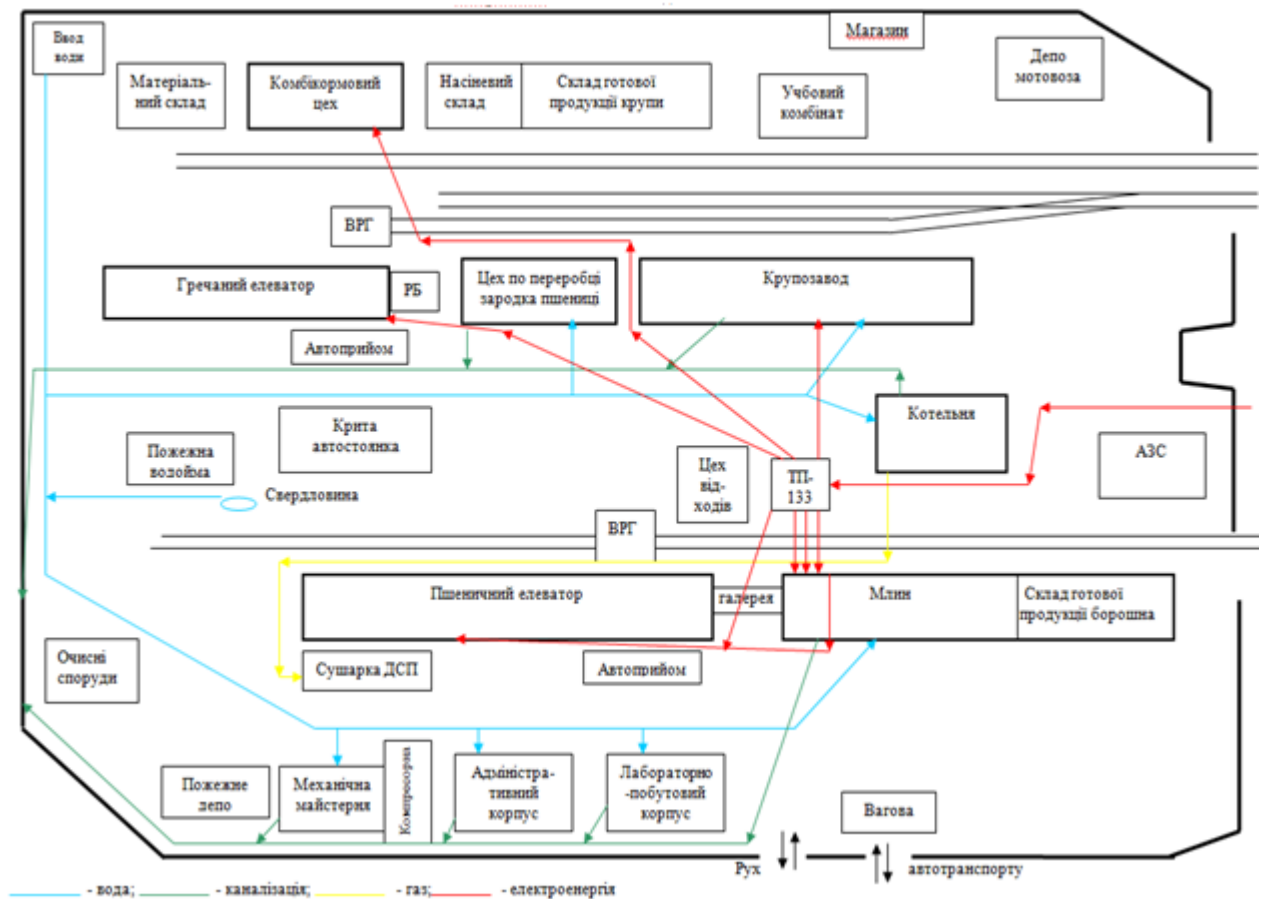 Ввод
води
Магазин
Депо
мотовоза
Матеріаль-
ний склад
Комбікормовий
цех
Насіневий
склад
Склад готової
продукції крупи
Учбовий
комбінат
ВРГ
Гречаний елеватор
РБ
Цех по переробці
зародка пшениці
Крупозавод
Автоприйом
Котельня
Крита
автостоянка
Пожежна
водойма
Свердловина
Цех
від-
ходів
ТП-
133
АЗС
ВРГ
Пшеничний елеватор
галерея
Млин
Склад готової
продукції борошна
Очисні
споруди
Сушарка ДСП
Автоприйом
Пожежне
депо
Механічна
майстерня
Компресорна
Адміністра-
тивний
корпус
Лабораторно
-побутовий
корпус
Вагова
Рух
автотранспорту
- вода; - каналізація; - газ; - електроенергія